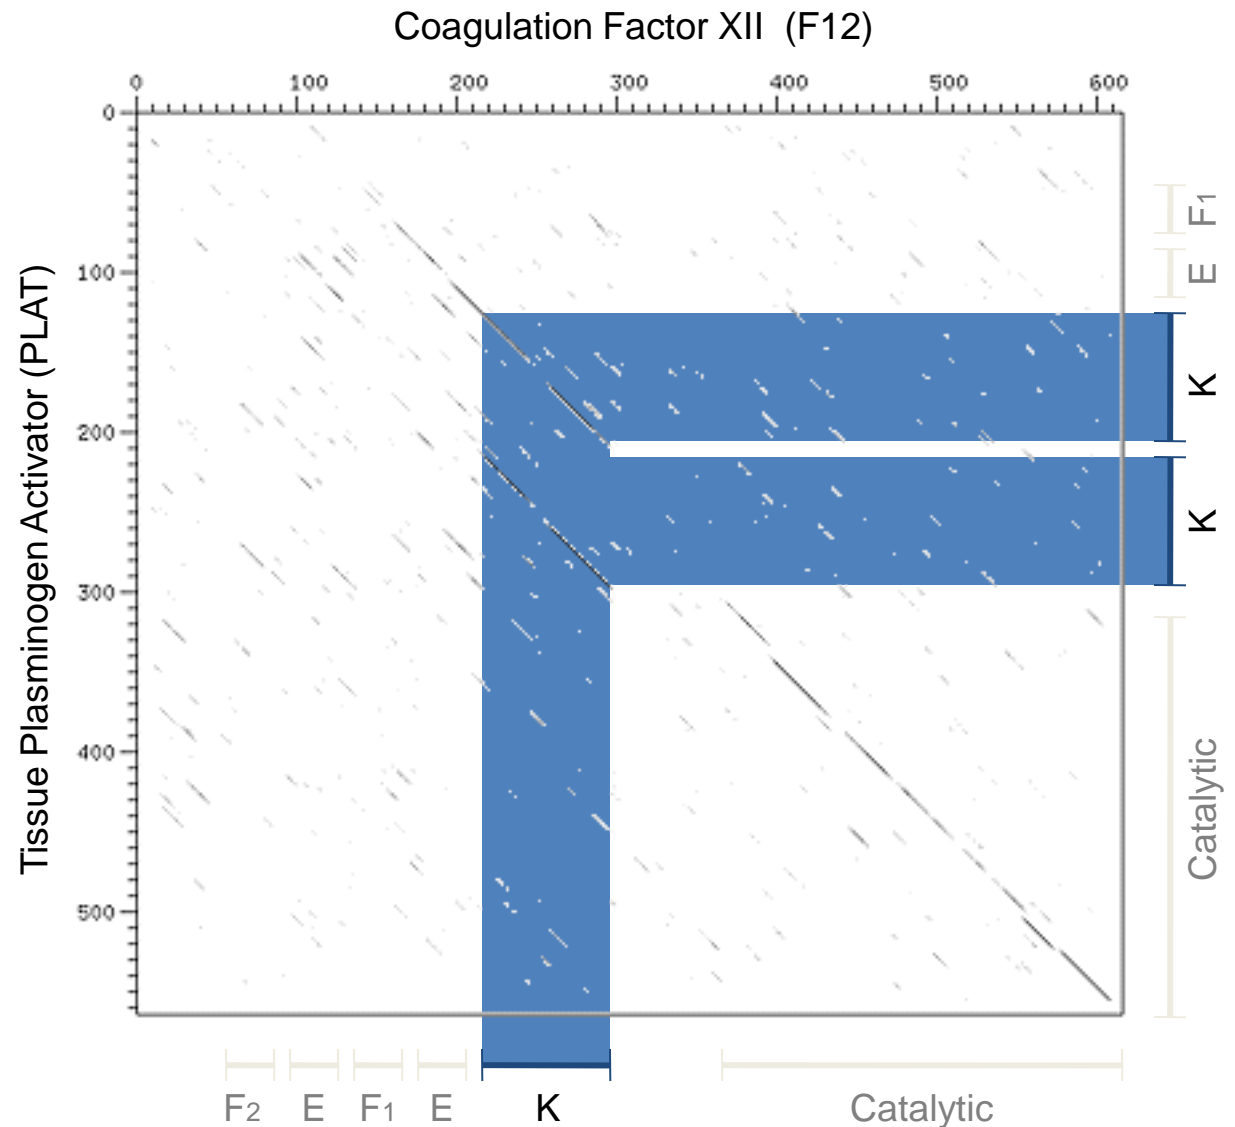 Coagulation Factor XII (F12)
0 100 200 300 400 500 600
0
100
200
300
400
500
Tissue Plasminogen Activator (PLAT)
F1
E
K
K
Catalytic
F2 E F1 E K Catalytic